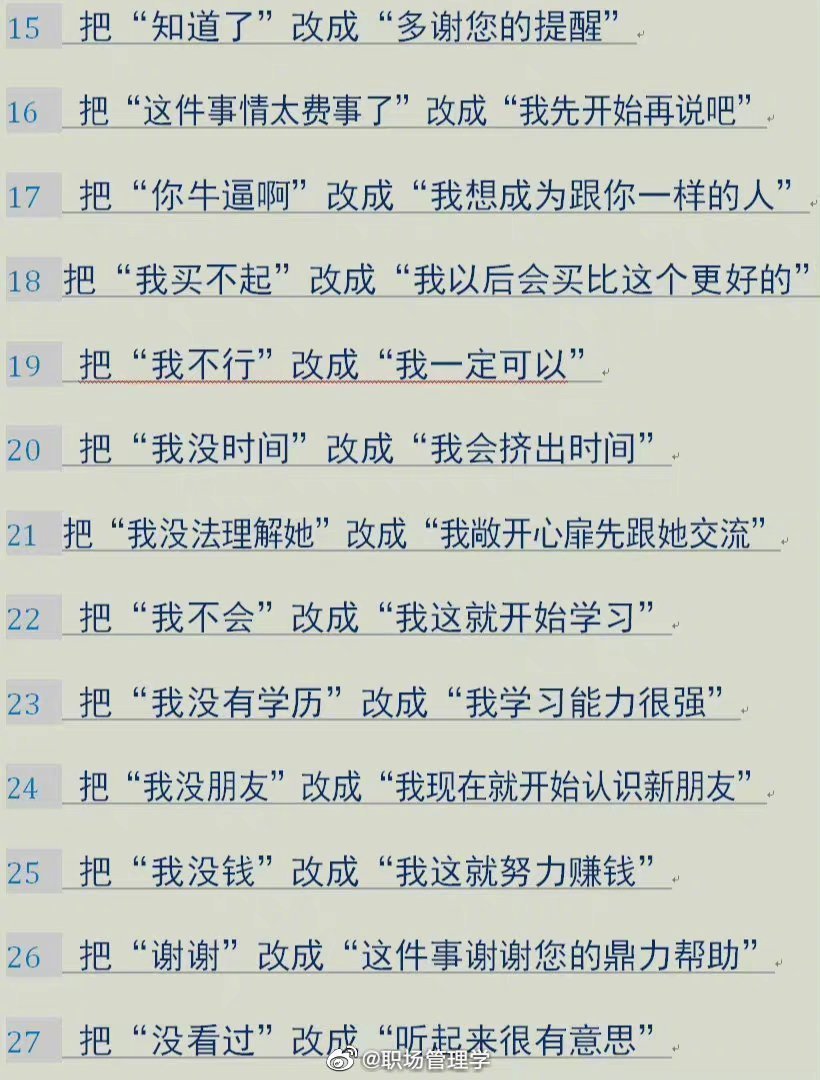 15 把“知道了”改成“多谢您的提醒”
16 把“这件事情太费事了”改成“我先开始再说吧”
17 把“你牛逼啊”改成“我想成为跟你一样的人”
18 把“我买不起”改成“我以后会买比这个更好的”
19 把“我不行”改成“我一定可以”
20 把“我没时间”改成“我会挤出时间”
21 把“我没法理解她”改成“我敞开心扉先跟她交流”
22 把“我不会”改成“我这就开始学习”
23 把“我没有学历”改成“我学习能力很强”
24 把“我没朋友”改成“我现在就开始认识新朋友”
25 把“我没钱”改成“我这就努力赚钱”
26 把“谢谢”改成“这件事谢谢您的鼎力帮助”
27 把“没看过”改成“听起来很有意思”
@职场管理学